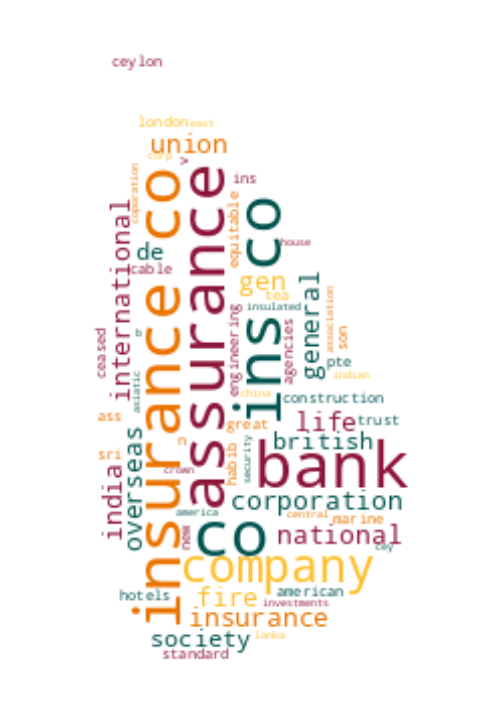 ceylon
london
east
union
corp
>
insurance co
assurance
ins
ins co
coporation
equitable
international
de
cable
house
gen
tea
general
insulated
engineering
agencies
association
son
ceased
b
asiatic
pte
indian
china
construction
ass
great
life
trust
british
n
overseas
habib
security
bank
sri
india
crown
corporation
america
central
marine
new
co
national
cey
company
hotels
fire
american
investments
insurance
society
lanka
standard